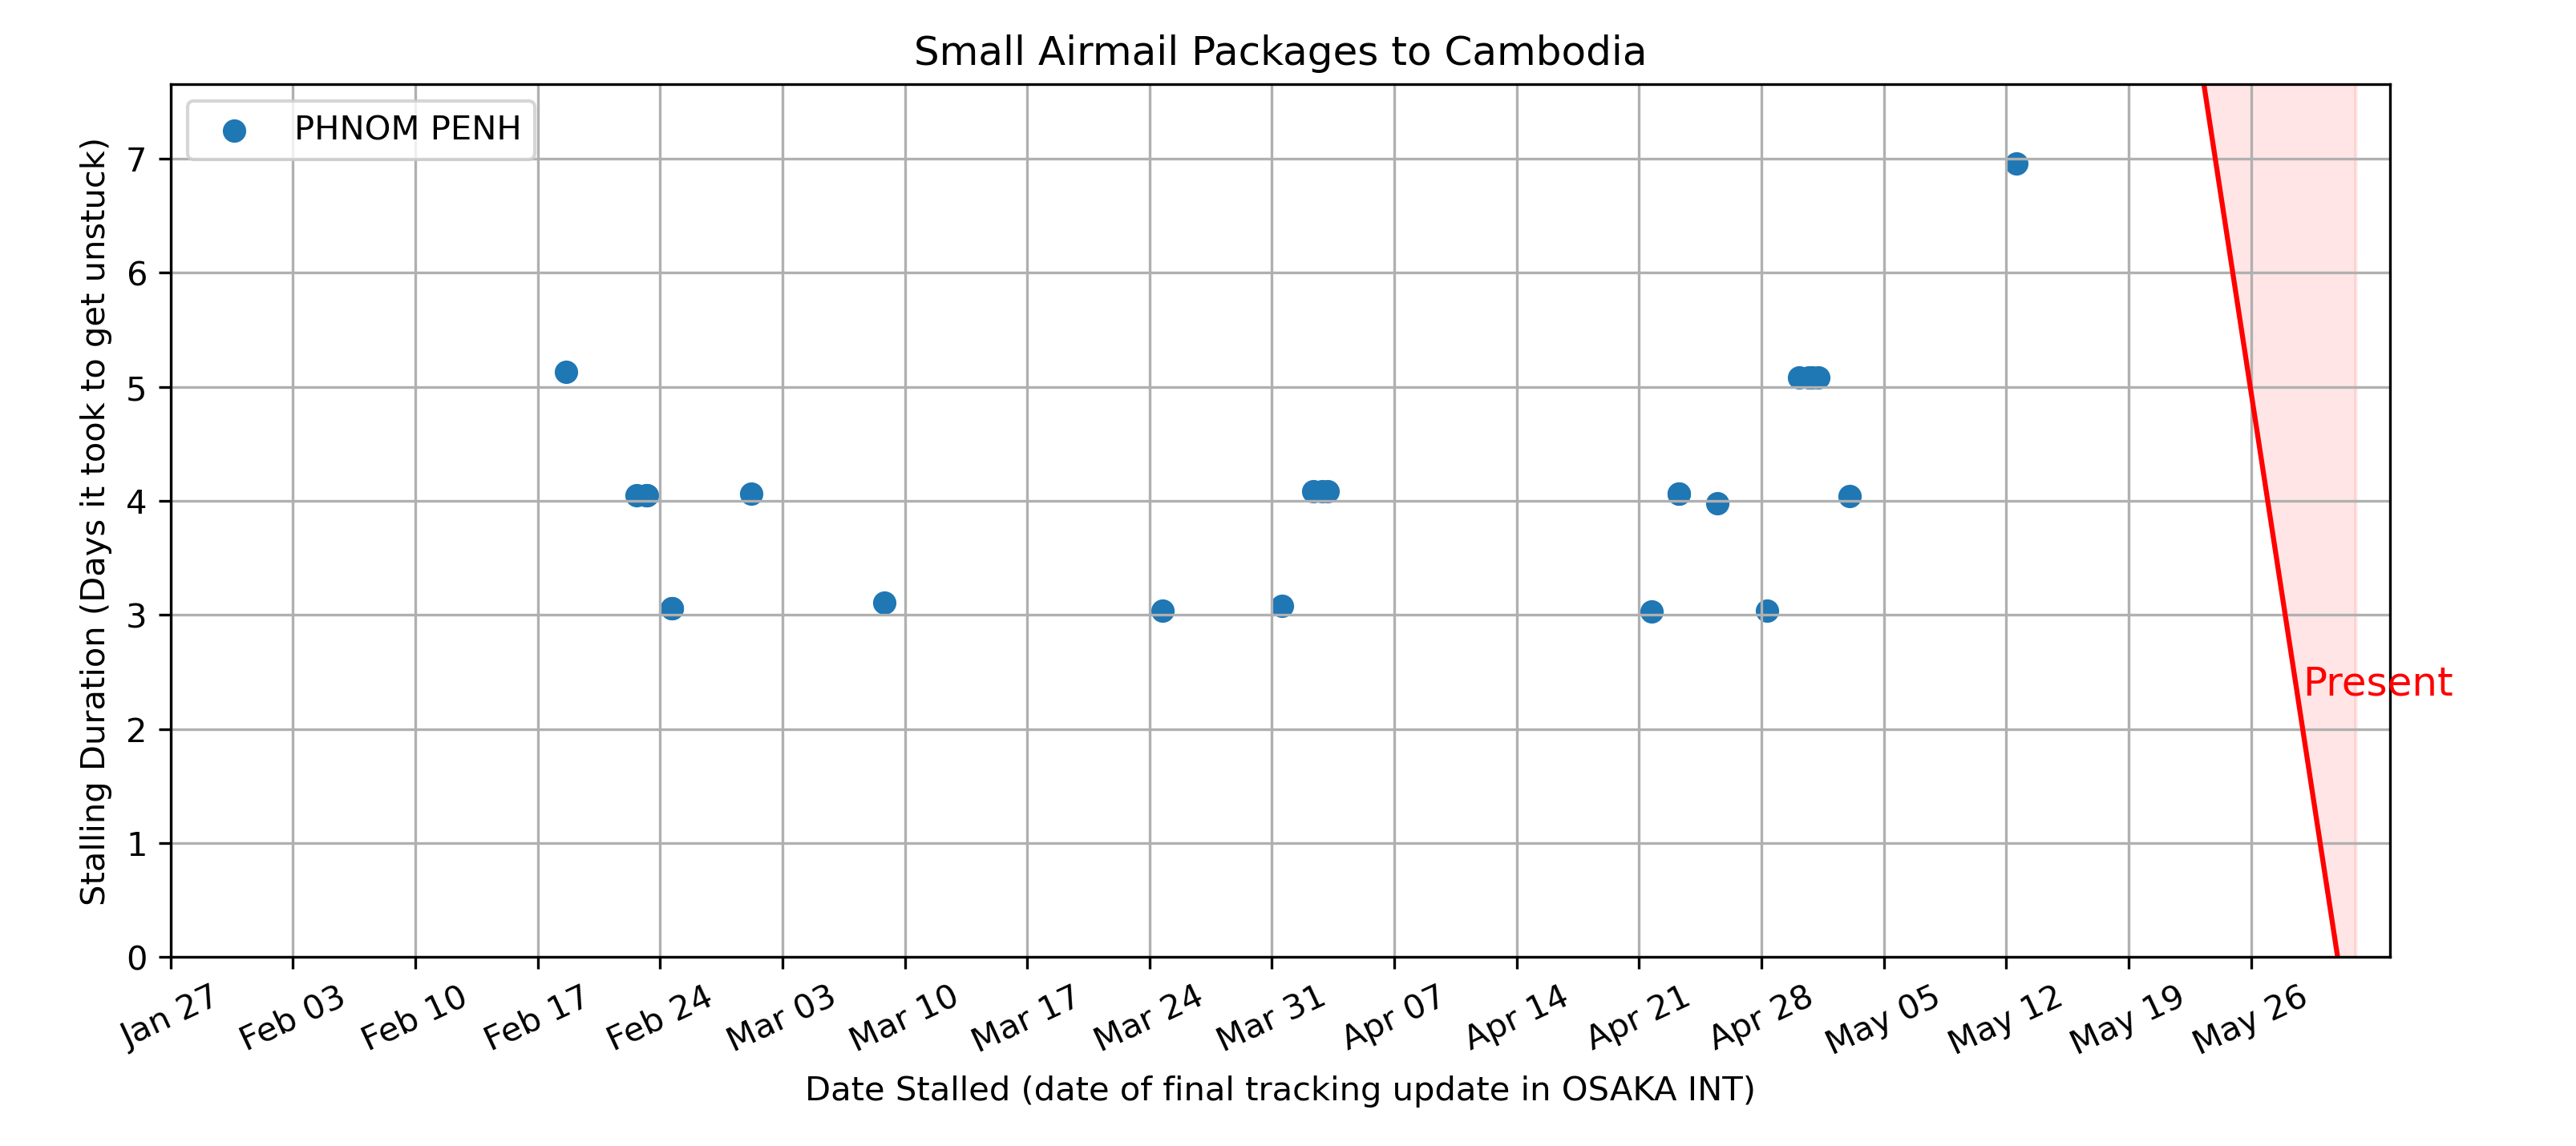 Small Airmail Packages to Cambodia
PHNOM PENH
Stalling Duration (Days it took to get unstuck)
7
6
5
4
3
2
1
0
Present
Jan 27
Feb 03
Feb 10
Feb 17
Feb 24
Mar 03
Mar 10
Mar 17
Mar 24
Mar 31
Apr 07
Apr 14
Apr 21
Apr 28
May 05
May 12
May 19
May 26
Date Stalled (date of final tracking update in OSAKA INT)